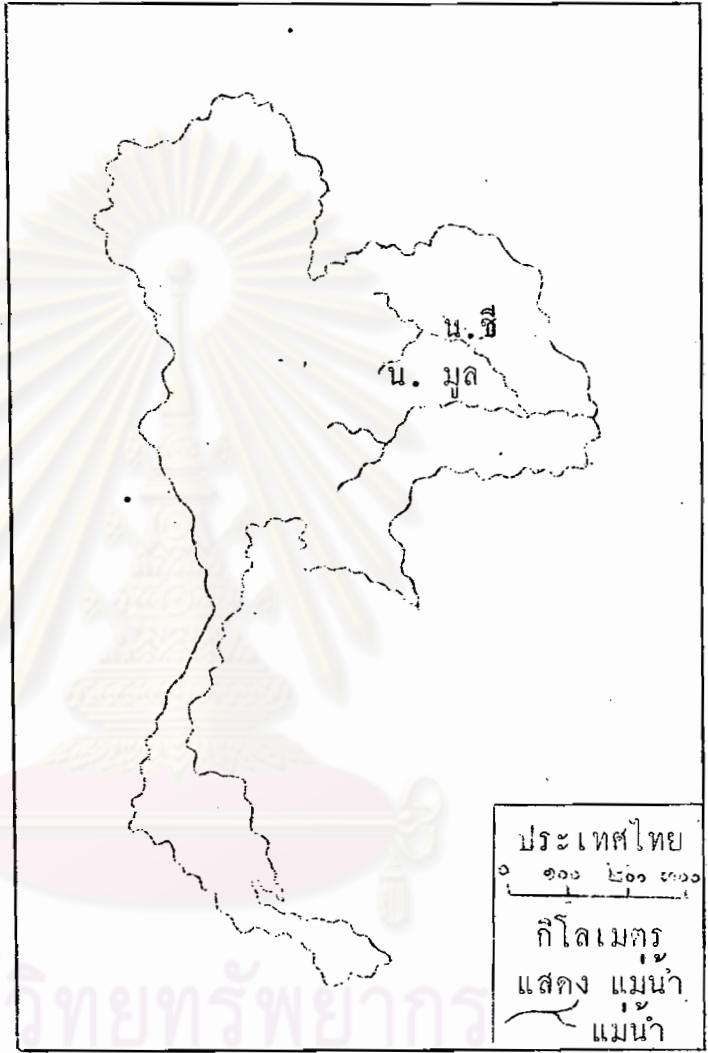 น.ชี
น. มูล
ประเทศไทย
๐ ๑๐๐ ๒๐๐ ๓๐๐
กิโลเมตร
แสดง แม่น้ำ
แม่น้ำ
วิทยทรัพยากร